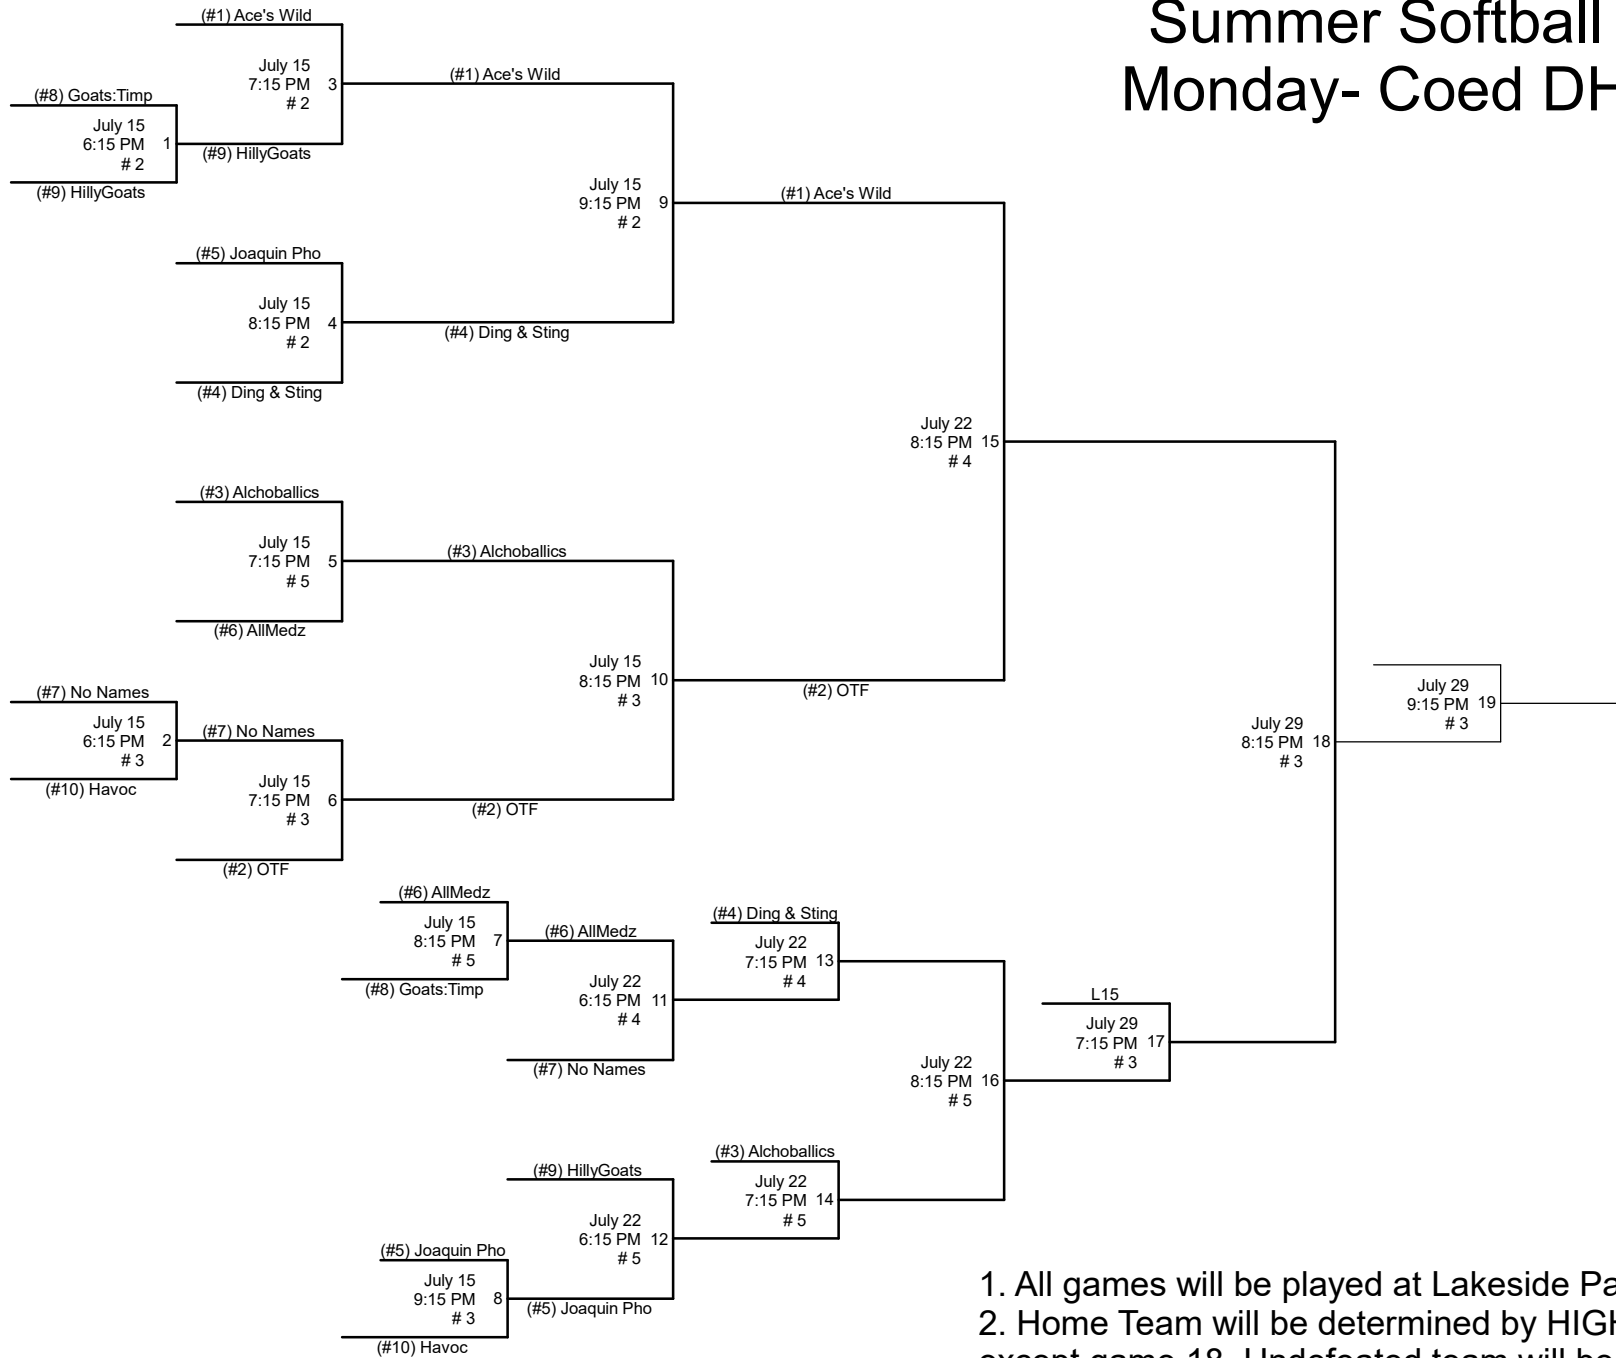 Summer Softball
Monday- Coed DH
(#1) Ace's Wild
July 15
7:15 PM 3
# 2
(#8) Goats:Timp
July 15
6:15 PM 1
# 2
(#9) HillyGoats
(#9) HillyGoats
(#1) Ace's Wild
July 15
9:15 PM 9
# 2
(#1) Ace's Wild
(#5) Joaquin Pho
July 15
8:15 PM 4
# 2
(#4) Ding & Sting
(#4) Ding & Sting
July 22
8:15 PM 15
# 4
(#3) Alchoballics
July 15
7:15 PM 5
# 5
(#6) AllMedz
(#3) Alchoballics
July 15
8:15 PM 10
# 3
(#2) OTF
(#7) No Names
July 15
6:15 PM 2
# 3
(#10) Havoc
(#7) No Names
July 15
7:15 PM 6
# 3
(#2) OTF
(#2) OTF
July 29
8:15 PM 18
# 3
July 29
9:15 PM 19
# 3
(#6) AllMedz
July 15
8:15 PM 7
# 5
(#8) Goats:Timp
(#6) AllMedz
July 22
6:15 PM 11
# 4
(#7) No Names
(#4) Ding & Sting
July 22
7:15 PM 13
# 4
July 22
8:15 PM 16
# 5
L15
July 29
7:15 PM 17
# 3
(#3) Alchoballics
July 22
7:15 PM 14
# 5
(#9) HillyGoats
July 22
6:15 PM 12
# 5
(#5) Joaquin Pho
July 15
9:15 PM 8
# 3
(#10) Havoc
(#5) Joaquin Pho
1. All games will be played at Lakeside Pa
2. Home Team will be determined by HIGH
except game 18. Undefeated team will be